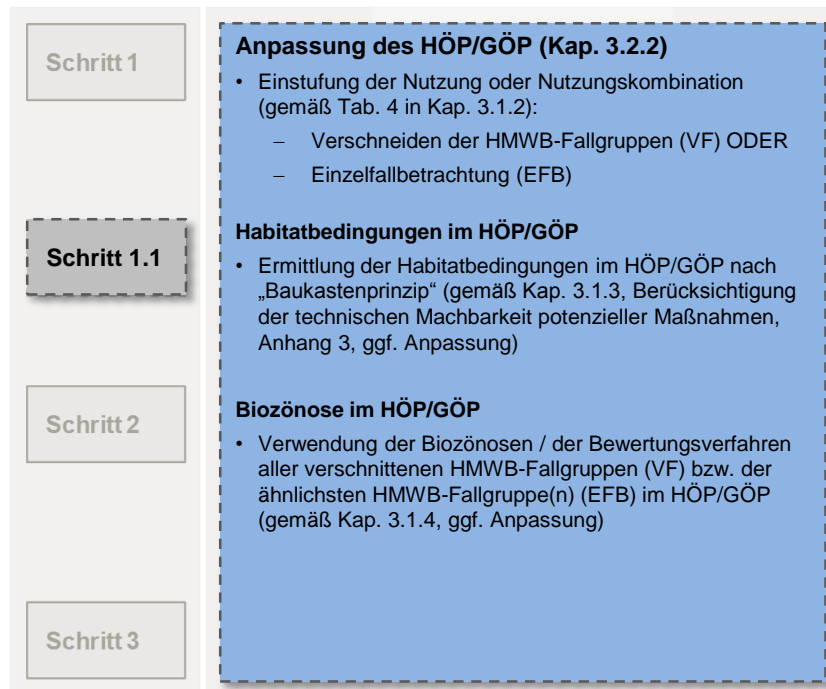 Schritt 1
Schritt 1.1
Schritt 2
Schritt 3
Anpassung des HÖP/GÖP (Kap. 3.2.2)
• Einstufung der Nutzung oder Nutzungskombination
(gemäß Tab. 4 in Kap. 3.1.2):
– Verschneiden der HMWB-Fallgruppen (VF) ODER
– Einzelfallbetrachtung (EFB)
Habitatbedingungen im HÖP/GÖP
• Ermittlung der Habitatbedingungen im HÖP/GÖP nach
„Baukastenprinzip“ (gemäß Kap. 3.1.3, Berücksichtigung
der technischen Machbarkeit potenzieller Maßnahmen,
Anhang 3, ggf. Anpassung)
Biozönose im HÖP/GÖP
• Verwendung der Biozönosen / der Bewertungsverfahren
aller verschnittenen HMWB-Fallgruppen (VF) bzw. der
ähnlichsten HMWB-Fallgruppe(n) (EFB) im HÖP/GÖP
(gemäß Kap. 3.1.4, ggf. Anpassung)